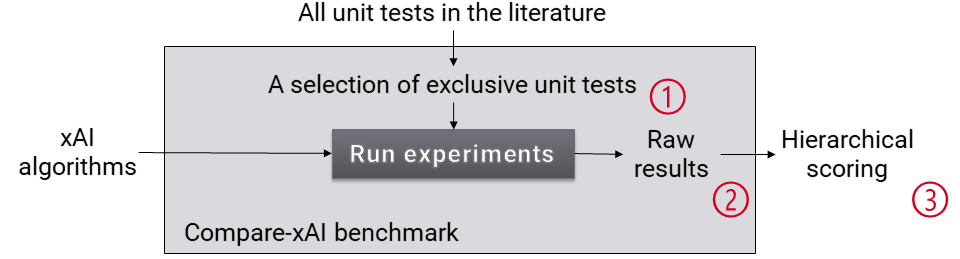 All unit tests in the literature
A selection of exclusive unit tests
①
xAI
algorithms
Run experiments
Raw
results
②
Hierarchical
scoring
③
Compare-xAI benchmark